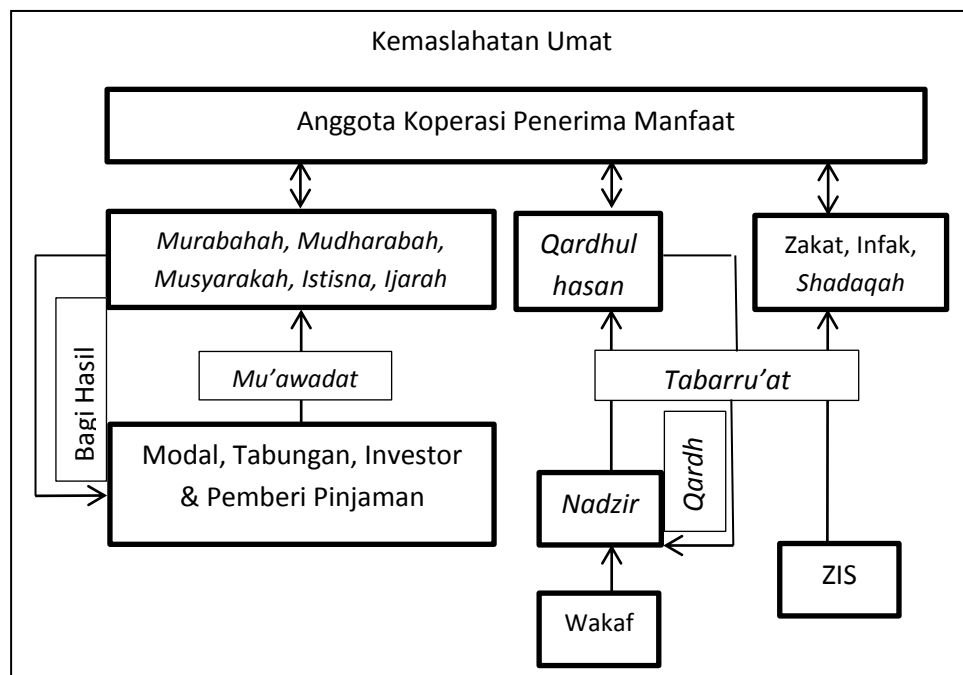 Kemaslahatan Umat
Anggota Koperasi Penerima Manfaat
Murabahah, Mudharabah,
Musyarakah, Istisna, Ijarah
Qardhul
hasan
Zakat, Infak,
Shadaqah
Bagi Hasil
Mu’awadat
Tabarru’at
Modal, Tabungan, Investor
& Pemberi Pinjaman
Nadzir
Qardh
ZIS
Wakaf